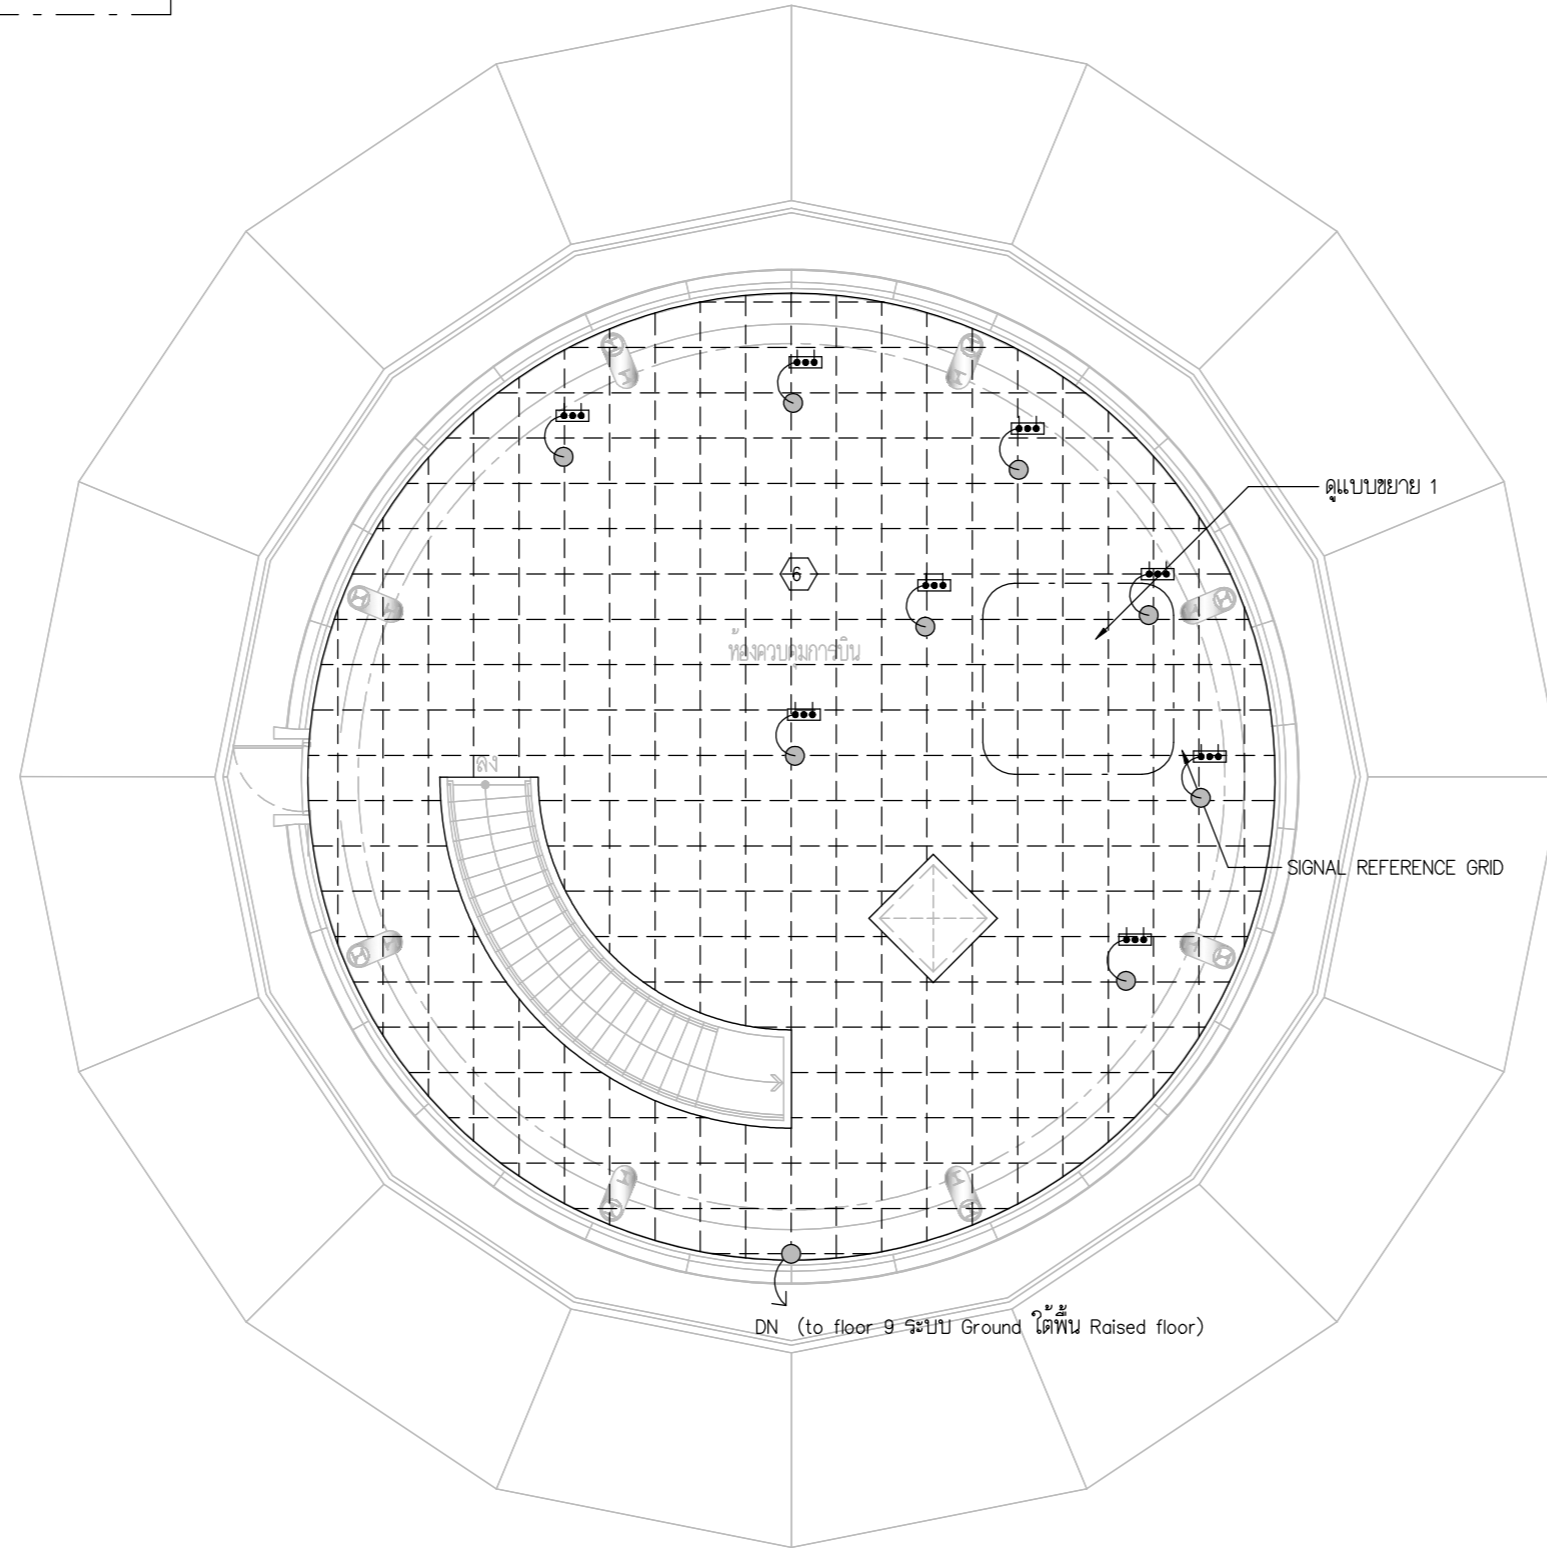 ดูแบบขยาย 1
6
ห้องควบคุมการบิน
ลง
SIGNAL REFERENCE GRID
DN (to floor 9 ระบบ Ground ใต้พื้น Raised floor)